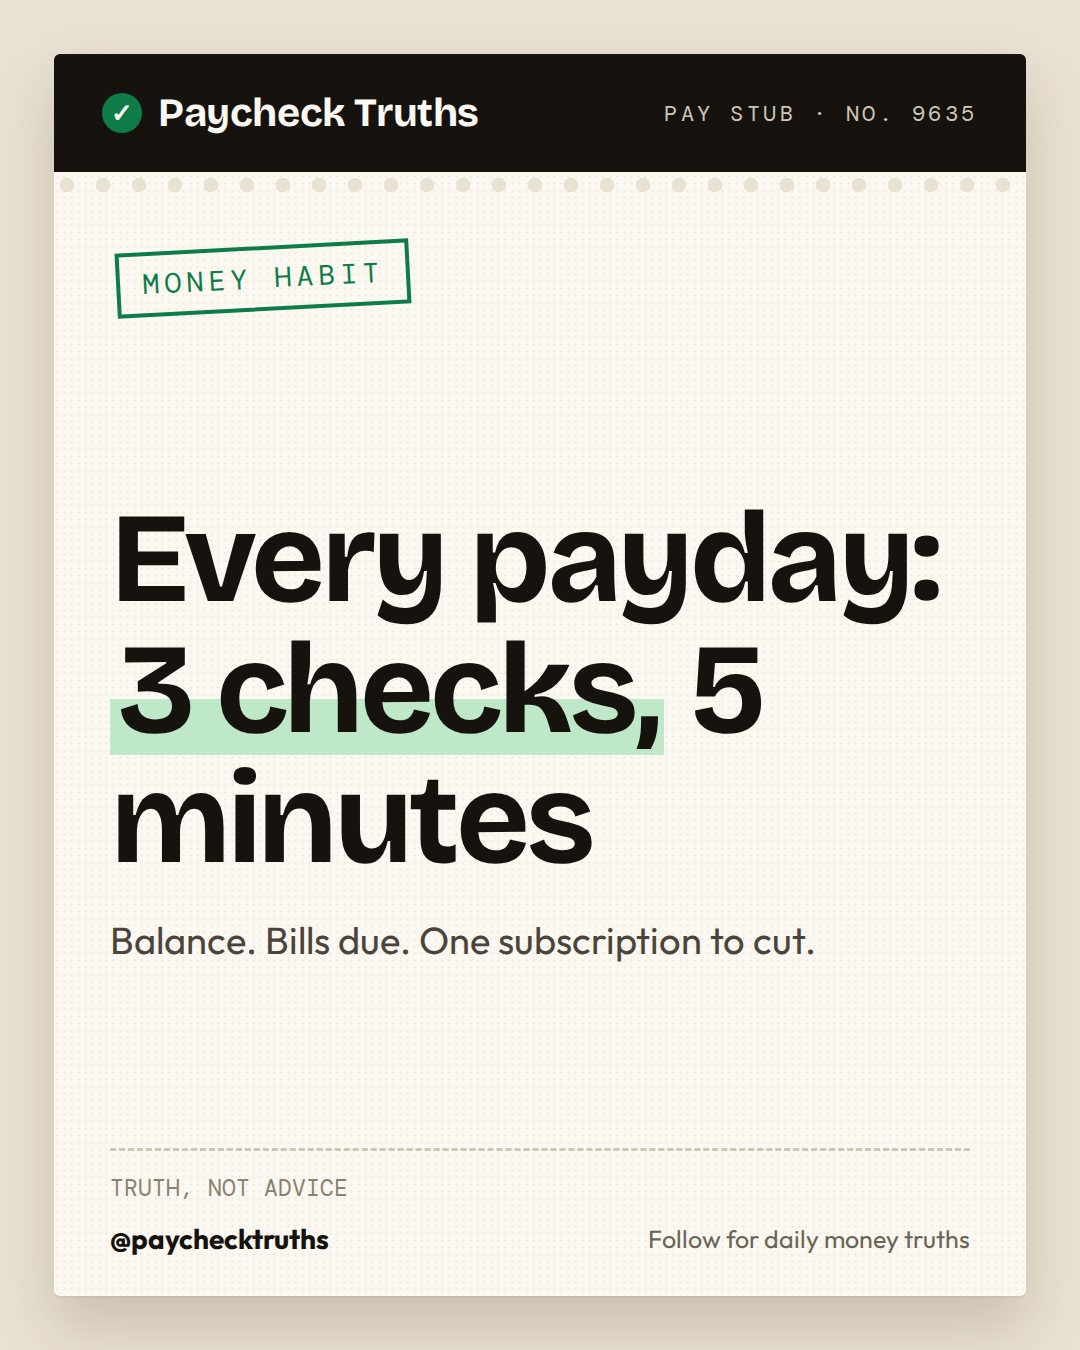 ✓ Paycheck Truths
PAY STUB · NO. 9635
MONEY HABIT
Every payday:
3 checks, 5
minutes
Balance. Bills due. One subscription to cut.
TRUTH, NOT ADVICE
@paychecktruths
Follow for daily money truths